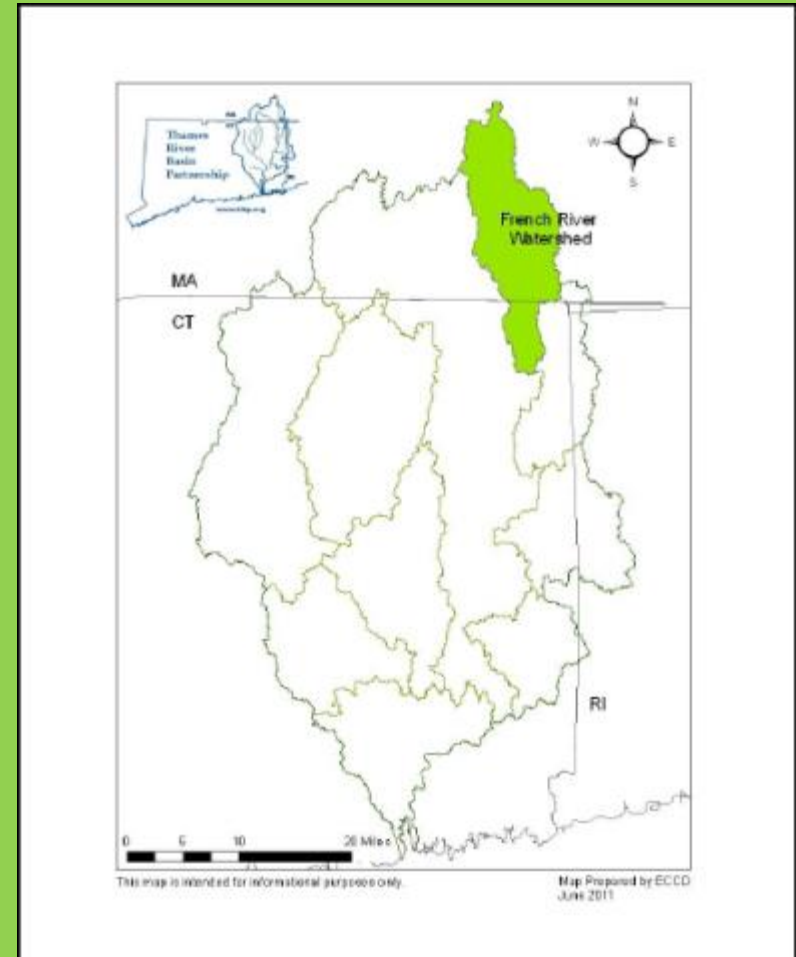 Thames
River
Basin
Partnership
N
W E
S
French River
Watershed
MA
CT
RI
0 5 10 20 Miles
This map is intended for informational purposes only.
Map Prepared by ECCD
June 2011